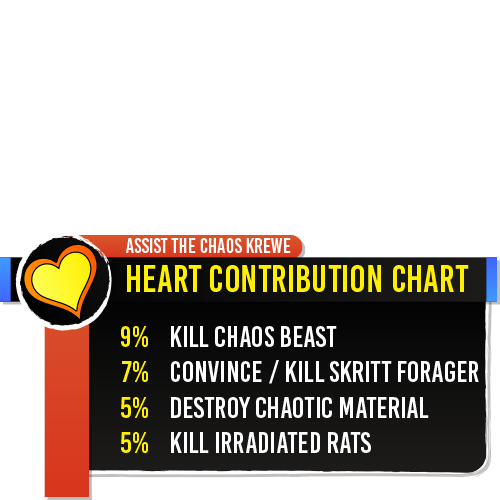 ASSIST THE CHAOS KREWE
HEART CONTRIBUTION CHART
9% KILL CHAOS BEAST
7% CONVINCE / KILL SKRITT FORAGER
5% DESTROY CHAOTIC MATERIAL
5% KILL IRRADIATED RATS